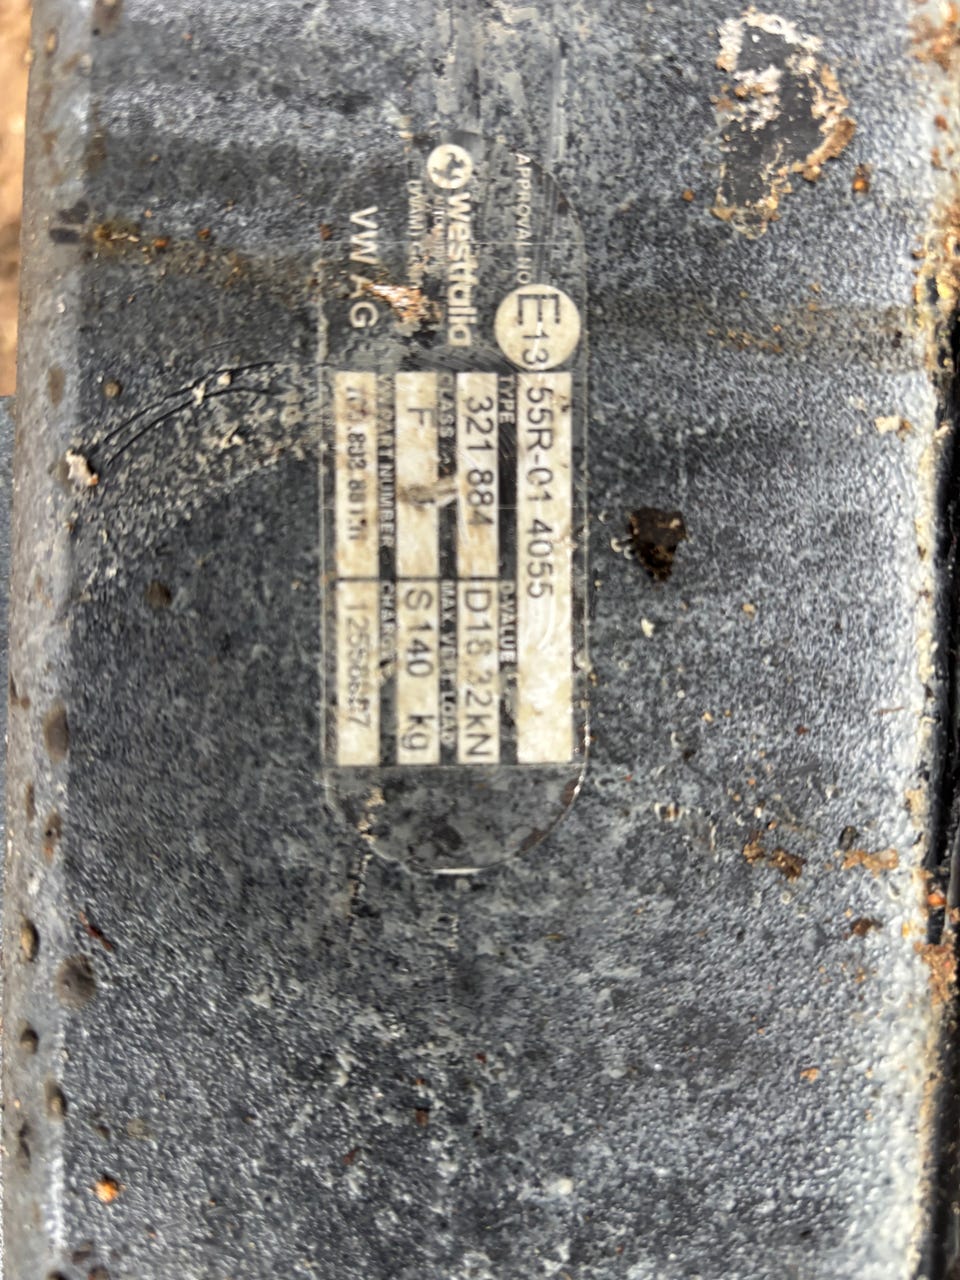 APPROVAL NO
E13 55R-01 4055
westfalia
TYPE D-VALUE
321 884 D18.32kN
CLASS MAX VERT LOAD
F S140 kg
VW AG
VW PART NUMBER CHARGE